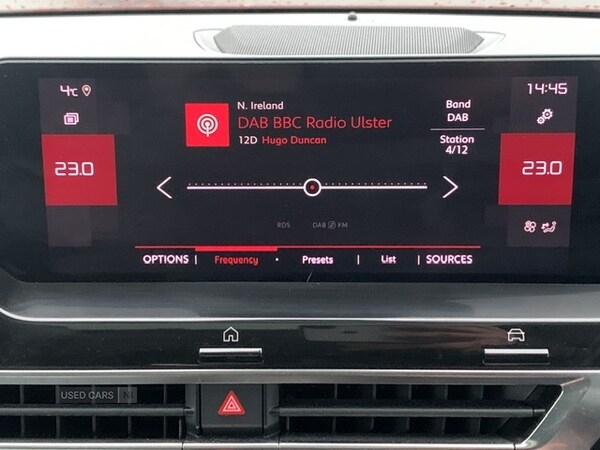 4°C
14:45
N. Ireland
DAB BBC Radio Ulster
12D Hugo Duncan
Band
DAB
Station
4/12
23.0
23.0
RDS DAB FM
OPTIONS | Frequency • Presets | List | SOURCES
USED CARS NI